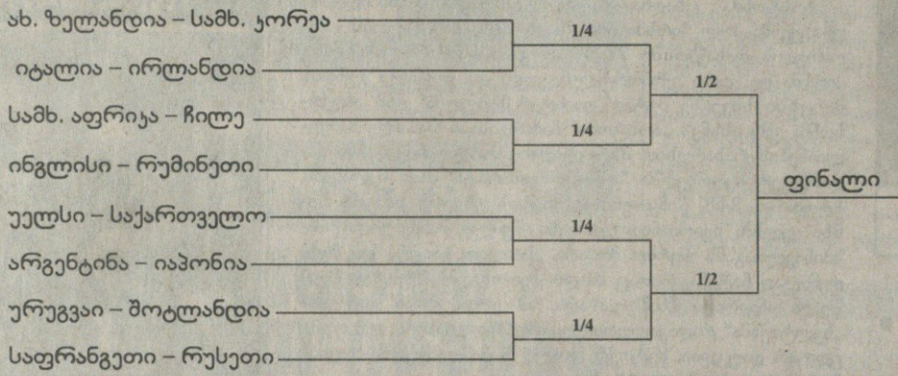 ახ. ზელანდია – სამხ. კორეა
1/4
იტალია – ირლანდია
1/2
სამხ. აფრიკა – ჩილე
1/4
ინგლისი – რუმინეთი
ფინალი
უელსი – საქართველო
1/4
არგენტინა – იაპონია
1/2
ურუგვაი – შოტლანდია
1/4
საფრანგეთი – რუსეთი